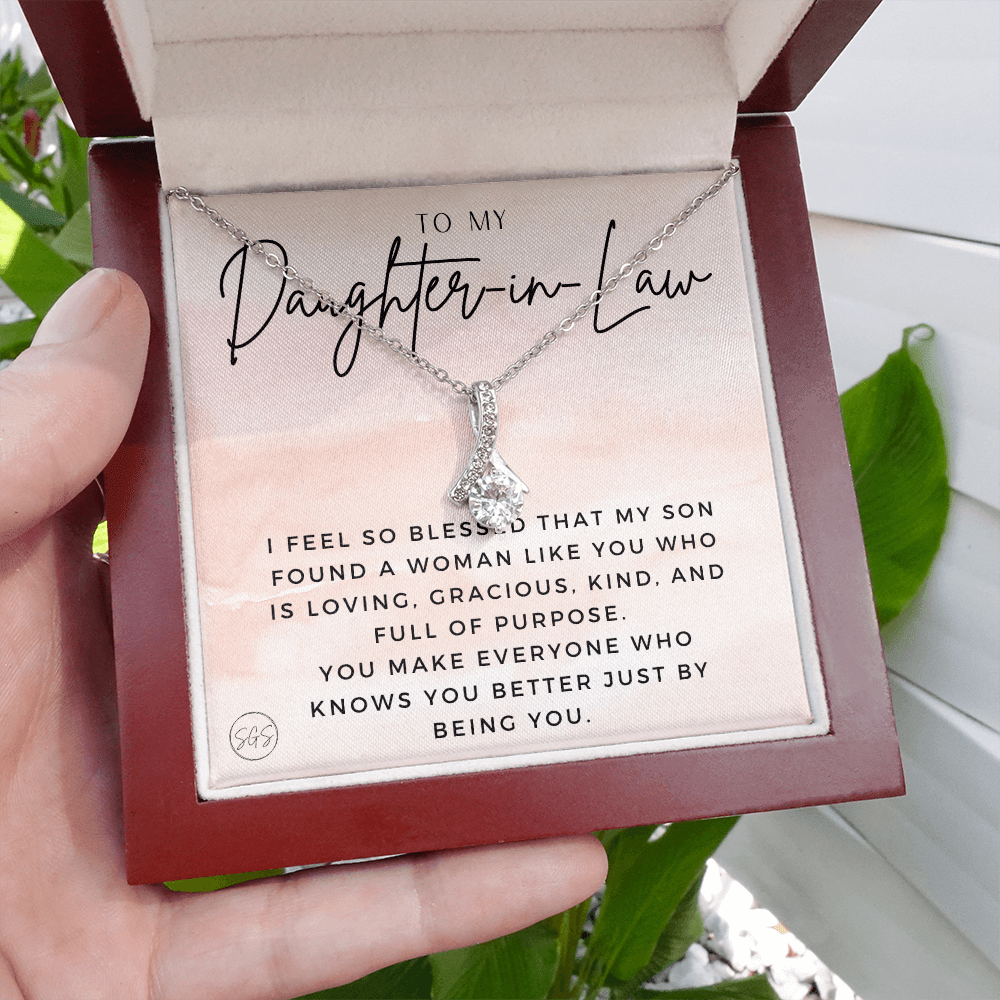 TO MY
Daughter-in-Law
I FEEL SO BLESSED THAT MY SON
FOUND A WOMAN LIKE YOU WHO
IS LOVING, GRACIOUS, KIND, AND
FULL OF PURPOSE.
YOU MAKE EVERYONE WHO
KNOWS YOU BETTER JUST BY
BEING YOU.
SGS